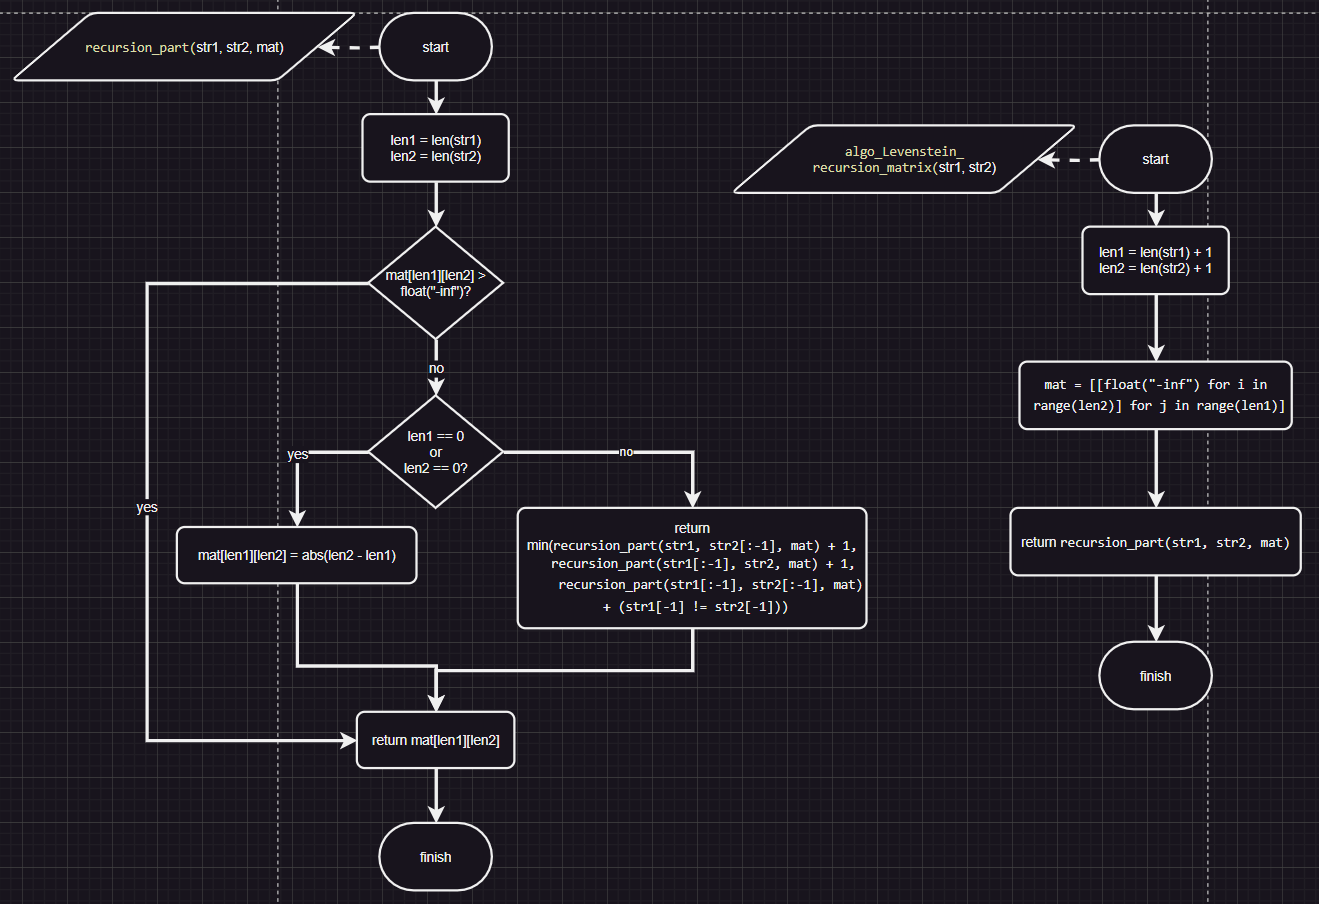 recursion_part(str1, str2, mat)
start
len1 = len(str1)
len2 = len(str2)
mat[len1][len2] >
float("-inf")?
no
len1 == 0
or
len2 == 0?
yes
no
yes
mat[len1][len2] = abs(len2 - len1)
return
min(recursion_part(str1, str2[:-1], mat) + 1,
recursion_part(str1[:-1], str2, mat) + 1,
recursion_part(str1[:-1], str2[:-1], mat)
+ (str1[-1] != str2[-1]))
return mat[len1][len2]
finish
algo_Levenstein_
recursion_matrix(str1, str2)
start
len1 = len(str1) + 1
len2 = len(str2) + 1
mat = [[float("-inf") for i in
range(len2)] for j in range(len1)]
return recursion_part(str1, str2, mat)
finish